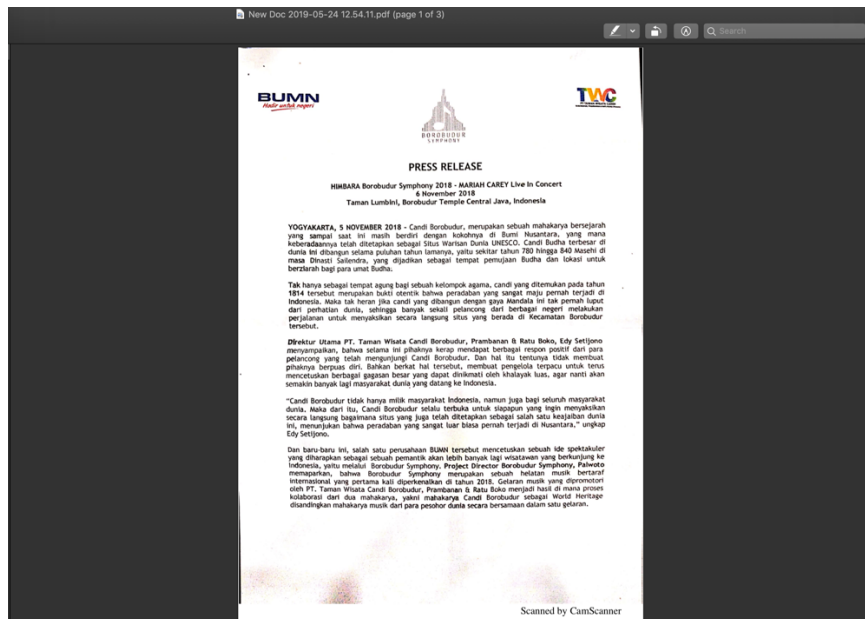 New Doc 2019-05-24 12.54.11.pdf (page 1 of 3)
Search
BUMN
Hadir untuk negeri
TWC
BOROBUDUR
SYMPHONY
PRESS RELEASE
HIMBARA Borobudur Symphony 2018 - MARIAH CAREY Live In Concert
6 November 2018
Taman Lumbini, Borobudur Temple Central Java, Indonesia
YOGYAKARTA, 5 NOVEMBER 2018 - Candi Borobudur, merupakan sebuah mahakarya bersejarah
yang sampai saat ini masih berdiri dengan kokohnya di Bumi Nusantara, yang mana
keberadaannya telah ditetapkan sebagai Situs Warisan Dunia UNESCO. Candi Budha terbesar di
dunia ini dibangun selama puluhan tahun lamanya, yaitu sekitar tahun 780 hingga 840 Masehi di
masa Dinasti Sailendra, yang dijadikan sebagai tempat pemujaan Budha dan lokasi untuk
berziarah bagi para umat Budha.
Tak hanya sebagai tempat agung bagi sebuah kelompok agama, candi yang ditemukan pada tahun
1814 tersebut merupakan bukti otentik bahwa peradaban yang sangat maju pernah terjadi di
Indonesia. Maka tak heran jika candi yang dibangun dengan gaya Mandala ini tak pernah luput
dari perhatian dunia, sehingga banyak sekali pelancong dari berbagai negeri melakukan
perjalanan untuk menyaksikan secara langsung situs yang berada di Kecamatan Borobudur
tersebut.
Direktur Utama PT. Taman Wisata Candi Borobudur, Prambanan & Ratu Boko, Edy Setijono
menyampaikan, bahwa selama ini pihaknya kerap mendapat berbagai respon positif dari para
pelancong yang telah mengunjungi Candi Borobudur. Dan hal itu tentunya tidak membuat
pihaknya berpuas diri. Bahkan berkat hal tersebut, membuat pengelola terpacu untuk terus
mencetuskan berbagai gagasan besar yang dapat dinikmati oleh khalayak luas, agar nanti akan
semakin banyak lagi masyarakat dunia yang datang ke Indonesia.
“Candi Borobudur tidak hanya milik masyarakat Indonesia, namun juga bagi seluruh masyarakat
dunia. Maka dari itu, Candi Borobudur selalu terbuka untuk siapapun yang ingin menyaksikan
secara langsung bagaimana situs yang juga telah ditetapkan sebagai salah satu keajaiban dunia
ini, menunjukan bahwa peradaban yang sangat luar biasa pernah terjadi di Nusantara,” ungkap
Edy Setijono.
Dan baru-baru ini, salah satu perusahaan BUMN tersebut mencetuskan sebuah ide spektakuler
yang diharapkan sebagai sebuah pemantik akan lebih banyak lagi wisatawan yang berkunjung ke
Indonesia, yaitu melalui Borobudur Symphony. Project Director Borobudur Symphony, Palwoto
memaparkan, bahwa Borobudur Symphony merupakan sebuah helatan musik bertaraf
internasional yang pertama kali diperkenalkan di tahun 2018. Gelaran musik yang dipromotori
oleh PT. Taman Wisata Candi Borobudur, Prambanan & Ratu Boko menjadi hasil di mana proses
kolaborasi dari dua mahakarya, yakni mahakarya Candi Borobudur sebagai World Heritage
disandingkan mahakarya musik dari para pesohor dunia secara bersamaan dalam satu gelaran.
Scanned by CamScanner